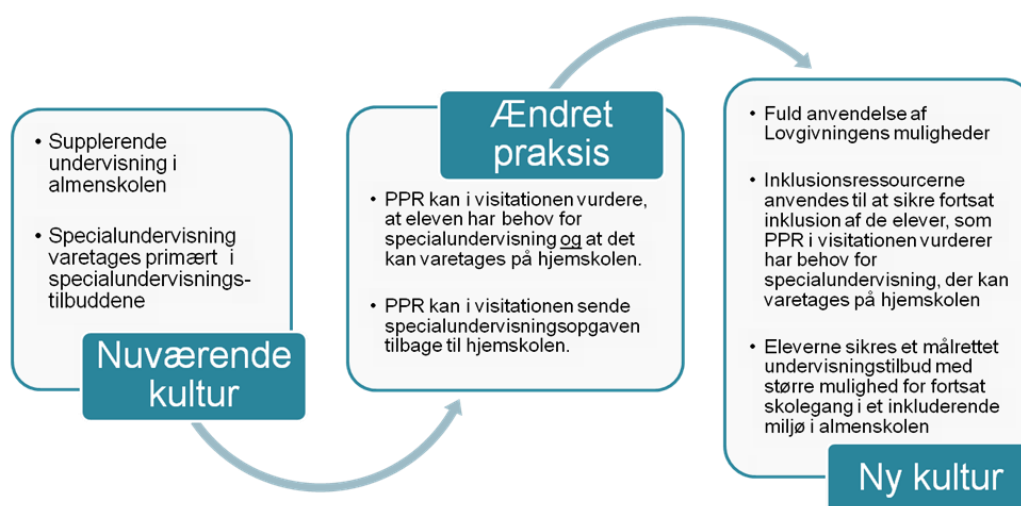 • Supplerende
undervisning i
almenskolen
• Specialundervisning
varetages primært i
specialundervisnings-
tilbuddene
Nuværende
kultur
Ændret
praksis
• PPR kan i visitationen vurdere,
at eleven har behov for
specialundervisning og at det
kan varetages på hjemskolen.
• PPR kan i visitationen sende
specialundervisningsopgaven
tilbage til hjemskolen.
• Fuld anvendelse af
Lovgivningens muligheder
• Inklusionsressourcerne
anvendes til at sikre fortsat
inklusion af de elever, som
PPR i visitationen vurderer
har behov for
specialundervisning, der kan
varetages på hjemskolen
• Eleverne sikres et målrettet
undervisningstilbud med
større mulighed for fortsat
skolegang i et inkluderende
miljø i almenskolen
Ny kultur